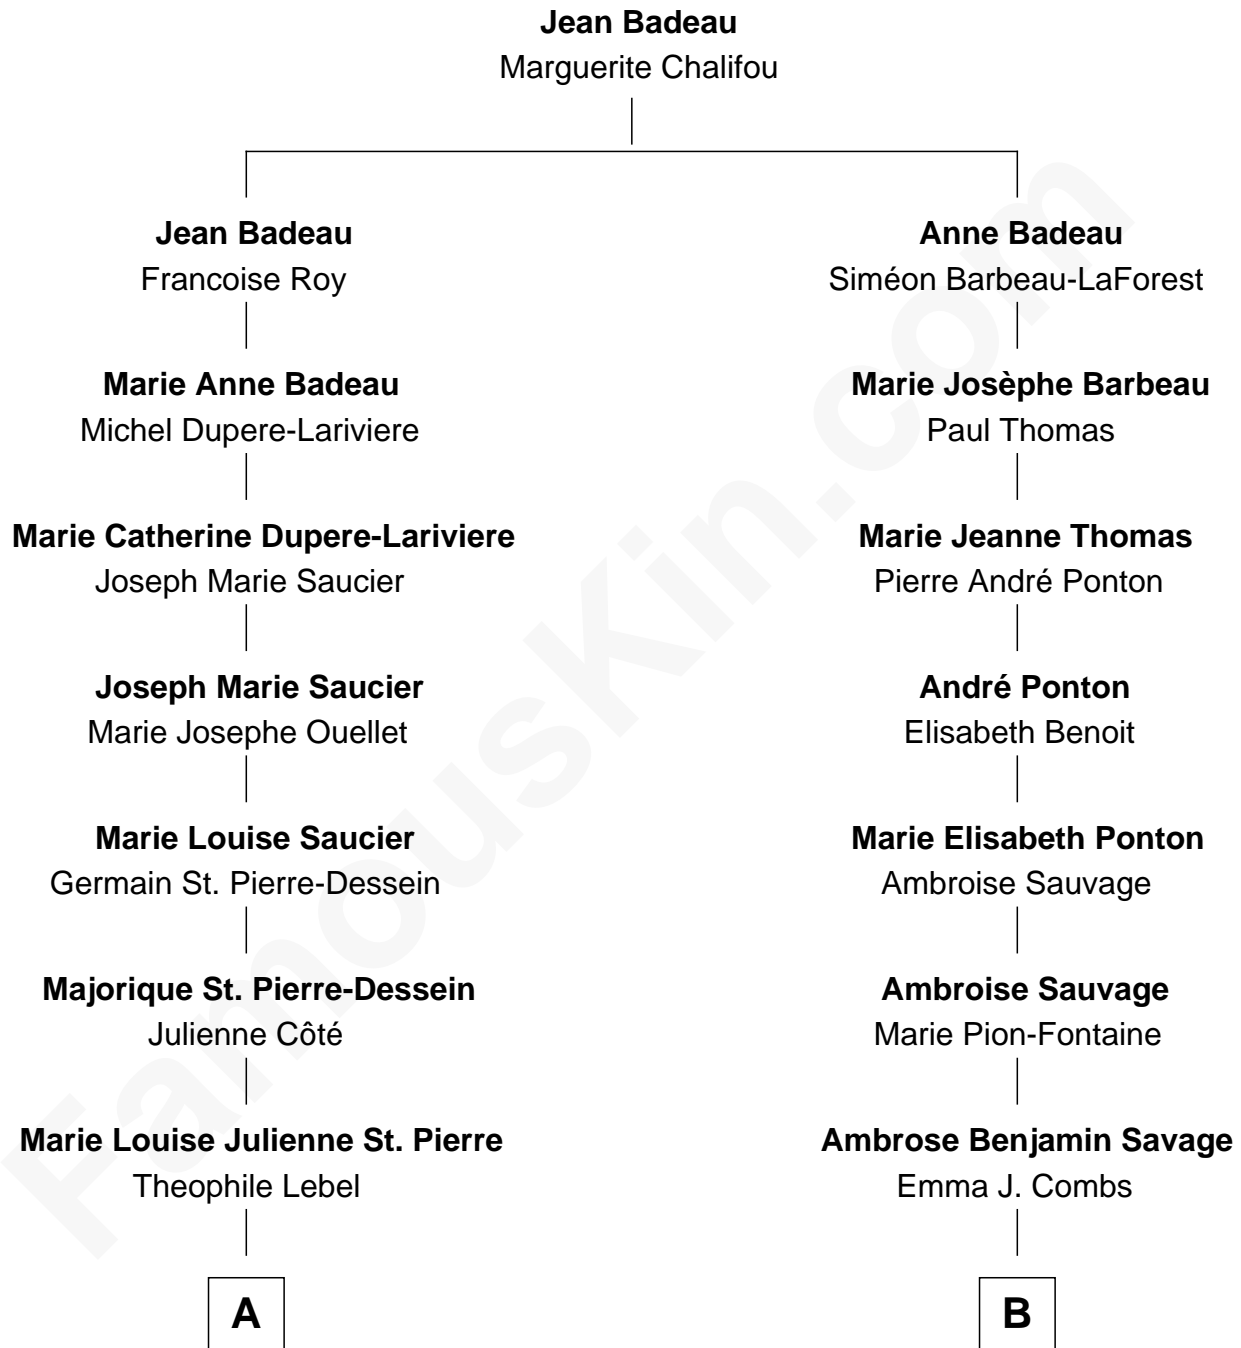 Jean Badeau
Marguerite Chalifou
Jean Badeau
Francoise Roy
Anne Badeau
Siméon Barbeau-LaForest
Marie Anne Badeau
Michel Dupere-Lariviere
Marie Josèphe Barbeau
Paul Thomas
Marie Catherine Dupere-Lariviere
Joseph Marie Saucier
Marie Jeanne Thomas
Pierre André Ponton
Joseph Marie Saucier
Marie Josephe Ouellet
André Ponton
Elisabeth Benoit
Marie Louise Saucier
Germain St. Pierre-Dessein
Marie Elisabeth Ponton
Ambroise Sauvage
Majorique St. Pierre-Dessein
Julienne Côté
Ambroise Sauvage
Marie Pion-Fontaine
Marie Louise Julienne St. Pierre
Theophile Lebel
Ambrose Benjamin Savage
Emma J. Combs
A
B
FamousKin.com